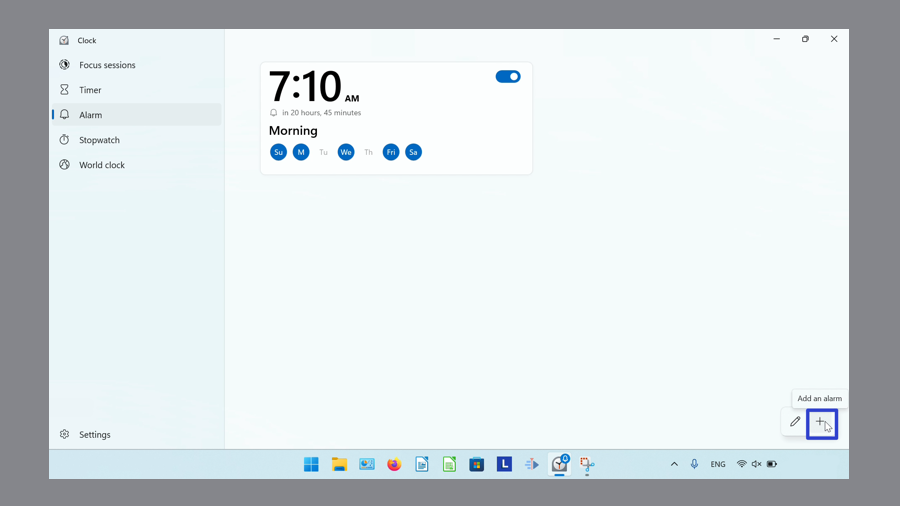 Clock
Focus sessions
Timer
Alarm
Stopwatch
World clock
Settings
7:10 AM
in 20 hours, 45 minutes
Morning
Su M Tu We Th Fri Sa
Add an alarm
L
ENG